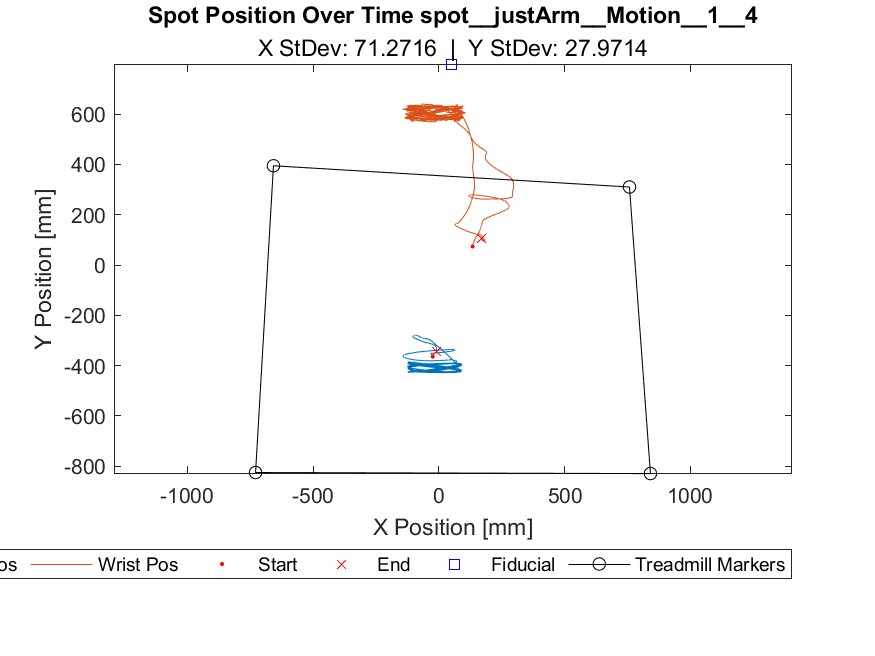 Spot Position Over Time spot__justArm__Motion__1__4
X StDev: 71.2716 | Y StDev: 27.9714
600
400
200
0
-200
-400
-600
-800
Y Position [mm]
-1000 -500 0 500 1000
X Position [mm]
os Wrist Pos Start End Fiducial Treadmill Markers